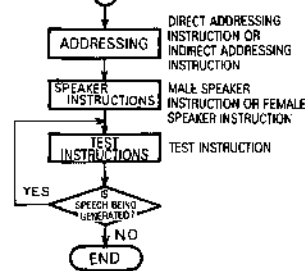 DIRECT ADDRESSING
INSTRUCTION OR
INDIRECT ADDRESSING
INSTRUCTION
ADDRESSING
SPEAKER
INSTRUCTIONS
MALE SPEAKER
INSTRUCTION OR FEMALE
SPEAKER INSTRUCTION
TEST
INSTRUCTIONS
TEST INSTRUCTION
YES
IS
SPEECH BEING
GENERATED?
NO
END